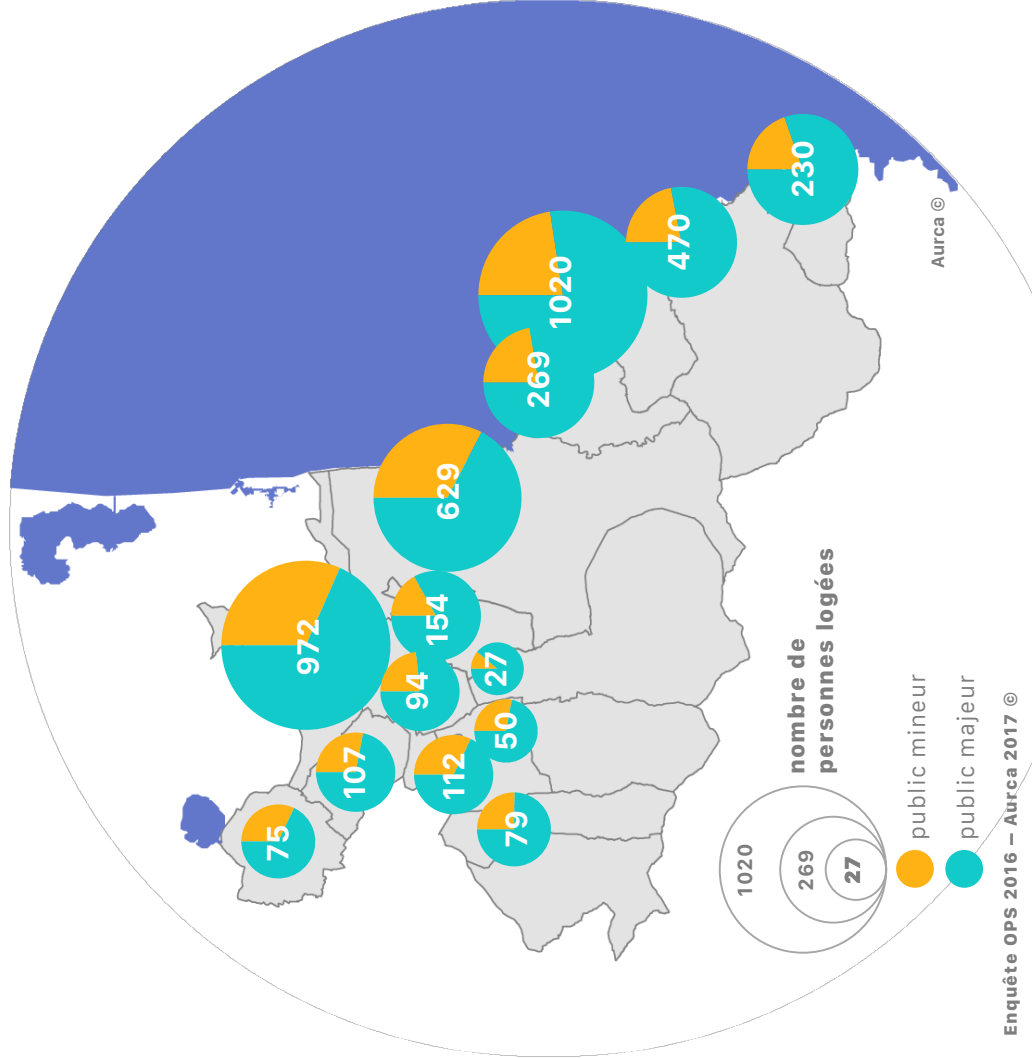 75
972
107
94
154
629
112
27
50
79
269
1020
470
230
nombre de
personnes logées
1020
269
27
public mineur
public majeur
Aurca ©
Enquête OPS 2016 – Aurca 2017 ©